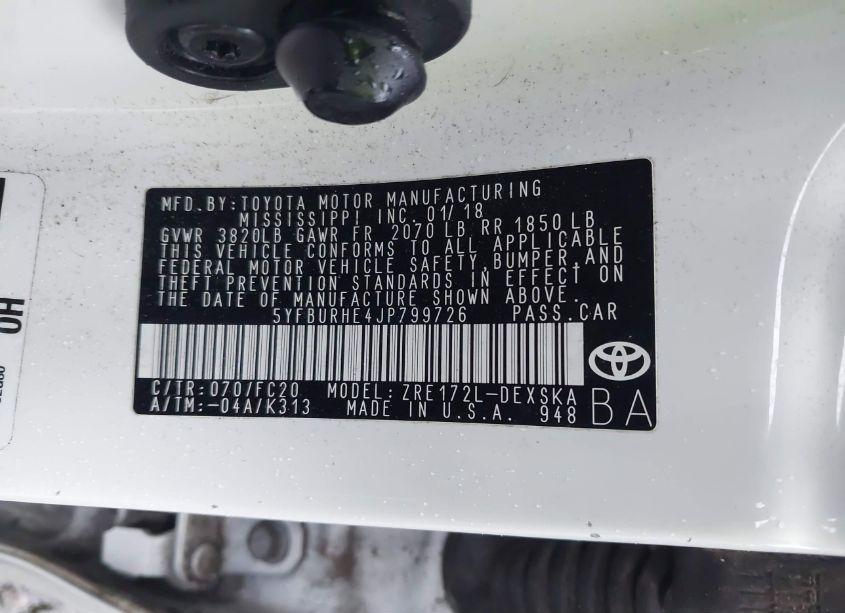 MFD. BY: TOYOTA MOTOR MANUFACTURING
MISSISSIPPI INC. 01/18
GVWR 3820LB GAWR FR 2070 LB RR 1850 LB
THIS VEHICLE CONFORMS TO ALL APPLICABLE
FEDERAL MOTOR VEHICLE SAFETY, BUMPER, AND
THEFT PREVENTION STANDARDS IN EFFECT ON
THE DATE OF MANUFACTURE SHOWN ABOVE.
5YFBURHE4JP799726 PASS. CAR
C/TR: 070/FC20 MODEL: ZRE172L-DEXSKA
A/TM: -04A/K313 MADE IN U.S.A. 948 BA
OH